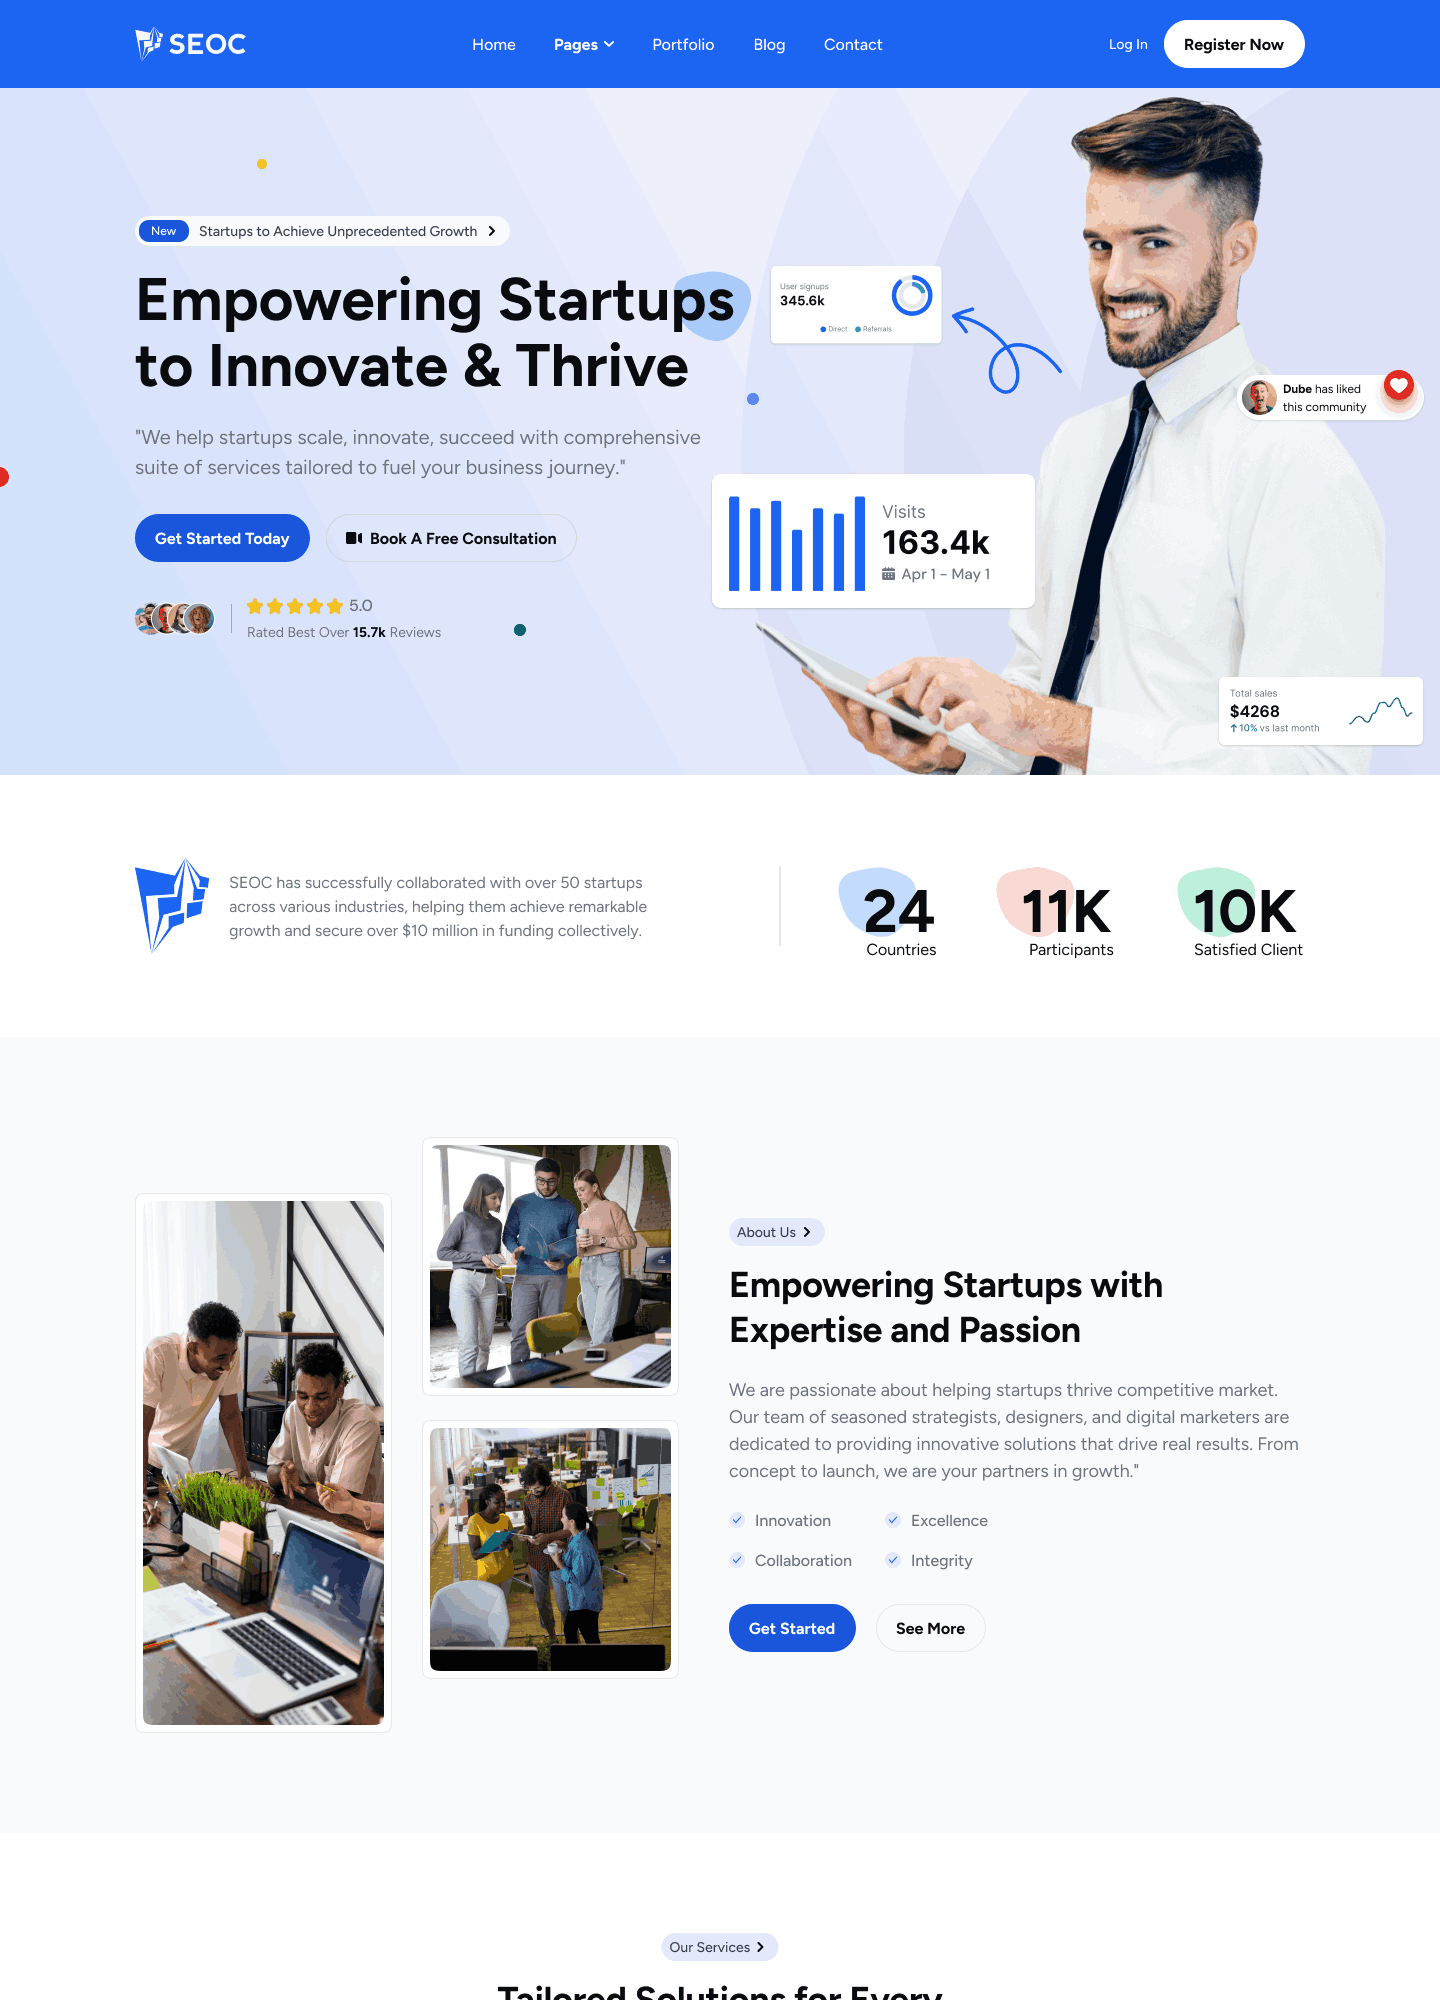 SEOC
Home
Pages
Portfolio
Blog
Contact
Log In
Register Now
New
Startups to Achieve Unprecedented Growth
Empowering Startups
to Innovate & Thrive
"We help startups scale, innovate, succeed with comprehensive
suite of services tailored to fuel your business journey."
Get Started Today
Book A Free Consultation
5.0
Rated Best Over 15.7k Reviews
User signups
345.6k
Direct
Referrals
Dube has liked
this community
Visits
163.4k
Apr 1 - May 1
Total sales
$4268
10% vs last month
SEOC has successfully collaborated with over 50 startups
across various industries, helping them achieve remarkable
growth and secure over $10 million in funding collectively.
24
Countries
11K
Participants
10K
Satisfied Client
About Us
Empowering Startups with
Expertise and Passion
We are passionate about helping startups thrive competitive market.
Our team of seasoned strategists, designers, and digital marketers are
dedicated to providing innovative solutions that drive real results. From
concept to launch, we are your partners in growth."
Innovation
Excellence
Collaboration
Integrity
Get Started
See More
Our Services
Tailored Solutions for Every